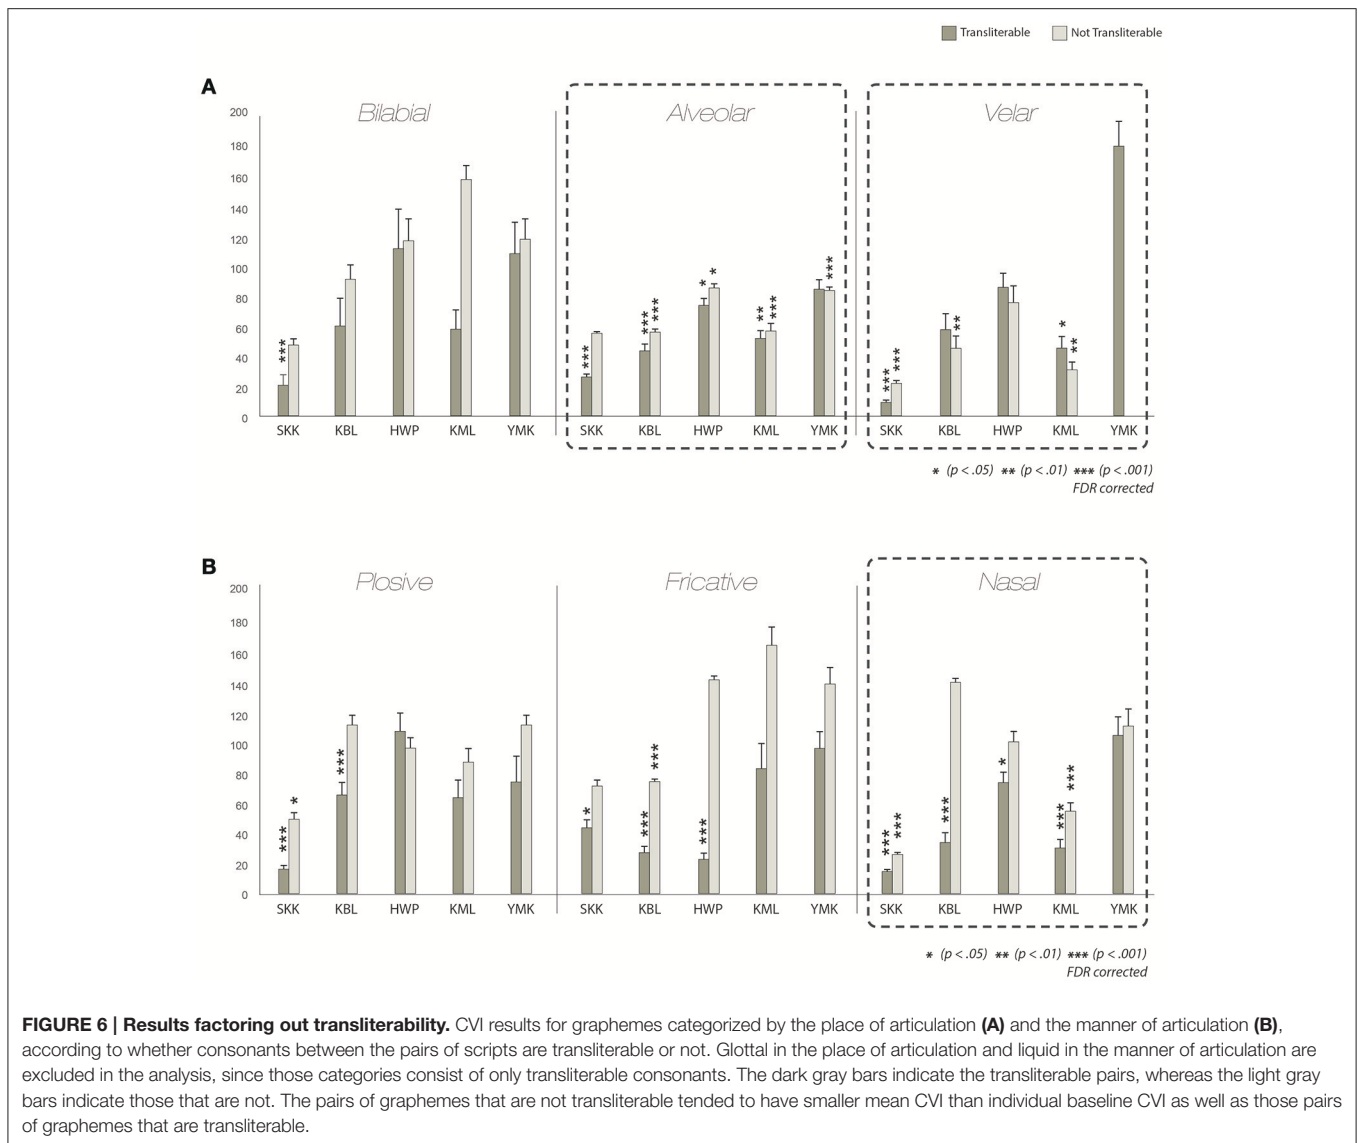 Transliterable Not Transliterable
A
Bilabial Alveolar Velar
200
180
160
140
120
100
80
60
40
20
0
*** *** *** *** * * ** *** *** *** *** ** * **
SKK KBL HWP KML YMK SKK KBL HWP KML YMK SKK KBL HWP KML YMK
* (p < .05) ** (p < .01) *** (p < .001)
FDR corrected
B
Plosive Fricative Nasal
200
180
160
140
120
100
80
60
40
20
0
*** * *** * *** *** *** *** *** *** * *** ***
SKK KBL HWP KML YMK SKK KBL HWP KML YMK SKK KBL HWP KML YMK
* (p < .05) ** (p < .01) *** (p < .001)
FDR corrected
FIGURE 6 | Results factoring out transliterability. CVI results for graphemes categorized by the place of articulation (A) and the manner of articulation (B),
according to whether consonants between the pairs of scripts are transliterable or not. Glottal in the place of articulation and liquid in the manner of articulation are
excluded in the analysis, since those categories consist of only transliterable consonants. The dark gray bars indicate the transliterable pairs, whereas the light gray
bars indicate those that are not. The pairs of graphemes that are not transliterable tended to have smaller mean CVI than individual baseline CVI as well as those pairs
of graphemes that are transliterable.